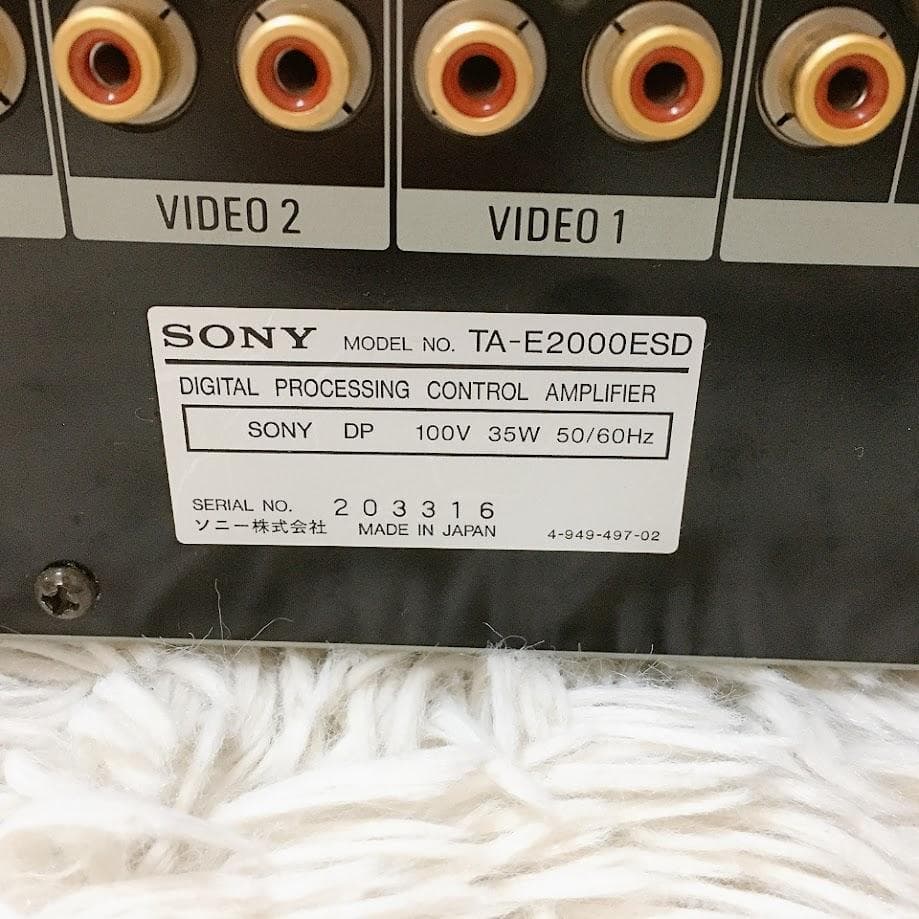 VIDEO 2
VIDEO 1
SONY MODEL NO. TA-E2000ESD
DIGITAL PROCESSING CONTROL AMPLIFIER
SONY DP 100V 35W 50/60Hz
SERIAL NO. 203316
ソニー株式会社 MADE IN JAPAN 4-949-497-02